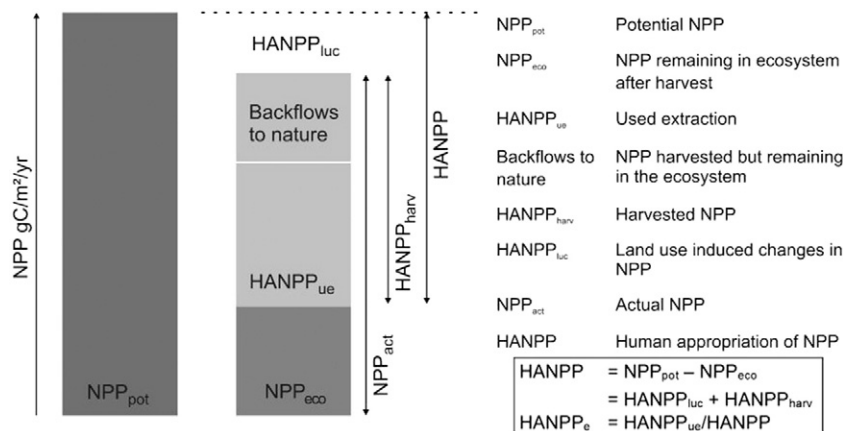 NPP gC/m²/yr
NPPpot
HANPPluc
Backflows
to nature
HANPPue
NPPeco
NPPact
HANPPharv
HANPP
NPPpot Potential NPP
NPPeco NPP remaining in ecosystem
after harvest
HANPPue Used extraction
Backflows to NPP harvested but remaining
nature in the ecosystem
HANPPharv Harvested NPP
HANPPluc Land use induced changes in
NPP
NPPact Actual NPP
HANPP Human appropriation of NPP
HANPP = NPPpot – NPPeco
= HANPPluc + HANPPharv
HANPPe = HANPPue/HANPP